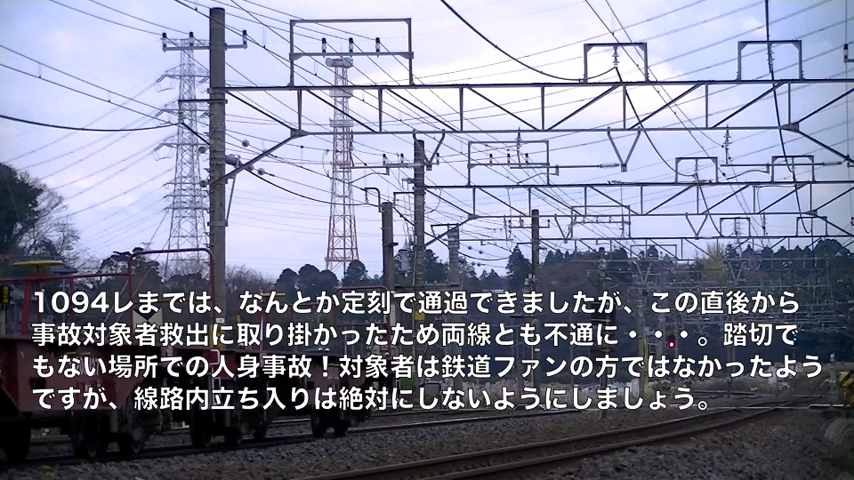 1094レまでは、なんとか定刻で通過できましたが、この直後から
事故対象者救出に取り掛かったため両線とも不通に・・・。踏切で
もない場所での人身事故！対象者は鉄道ファンの方ではなかったよう
ですが、線路内立ち入りは絶対にしないようにしましょう。